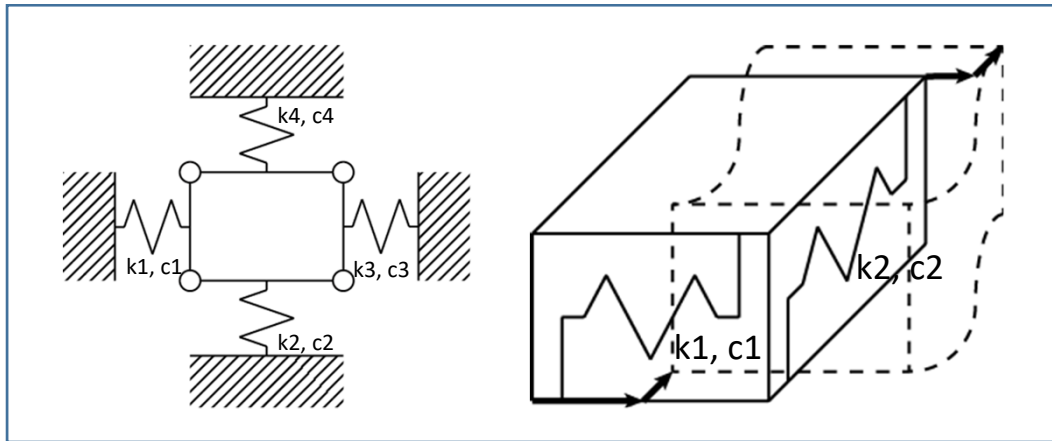 k4, c4
k1, c1
k3, c3
k2, c2
k2, c2
k1, c1